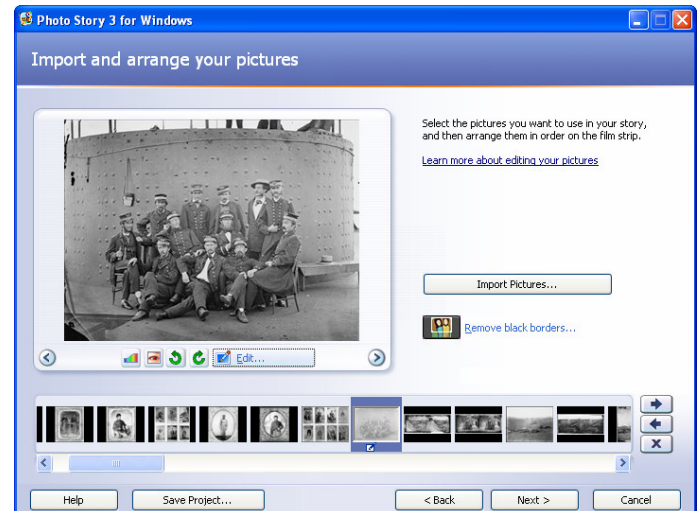 Photo Story 3 for Windows
Import and arrange your pictures
Select the pictures you want to use in your story,
and then arrange them in order on the film strip.
Learn more about editing your pictures
Import Pictures...
Remove black borders...
Edit...
Help
Save Project...
< Back
Next >
Cancel